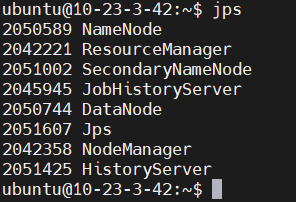 ubuntu@10-23-3-42:~$ jps
2050589 NameNode
2042221 ResourceManager
2051002 SecondaryNameNode
2045945 JobHistoryServer
2050744 DataNode
2051607 Jps
2042358 NodeManager
2051425 HistoryServer
ubuntu@10-23-3-42:~$